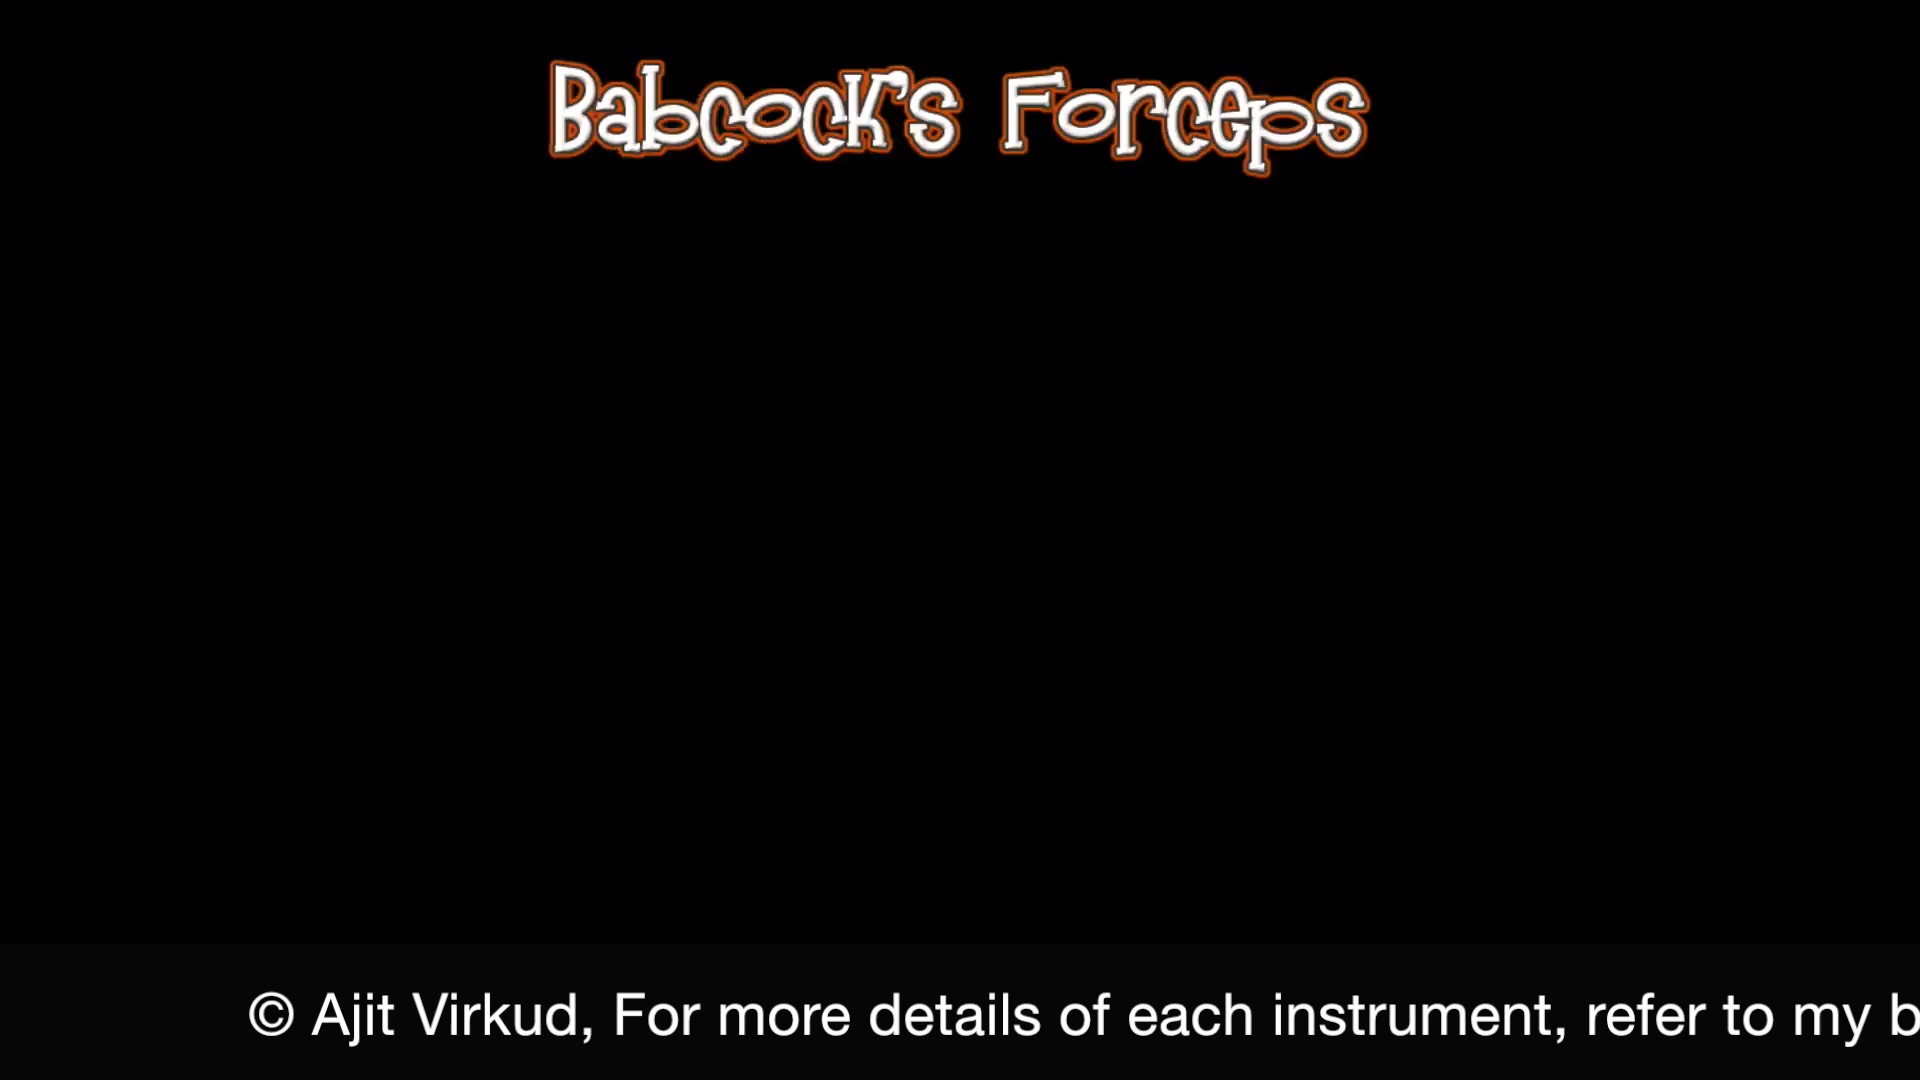 Babcock's Forceps
© Ajit Virkud, For more details of each instrument, refer to my